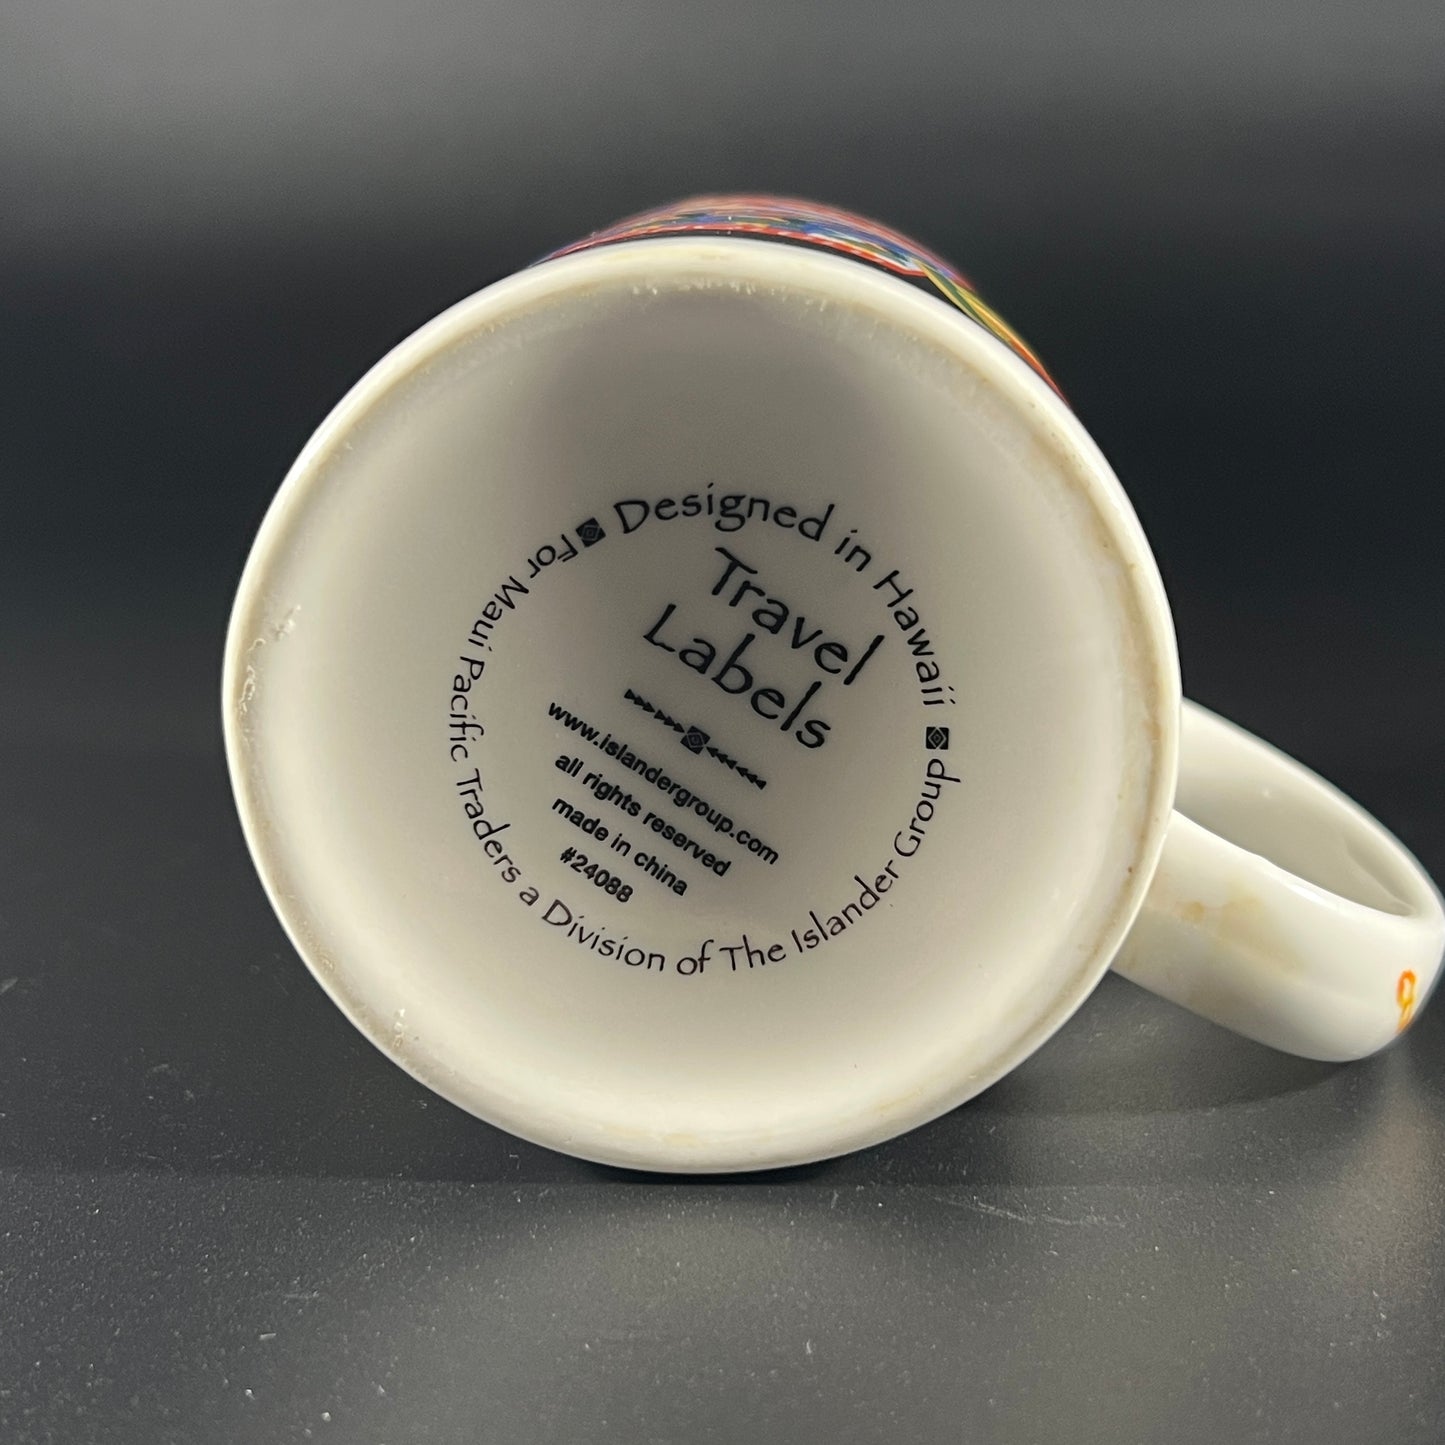 Designed in Hawaii
For Maui Pacific Traders a Division of The Islander Group
Travel
Labels
www.islandergroup.com
all rights reserved
made in china
#24088